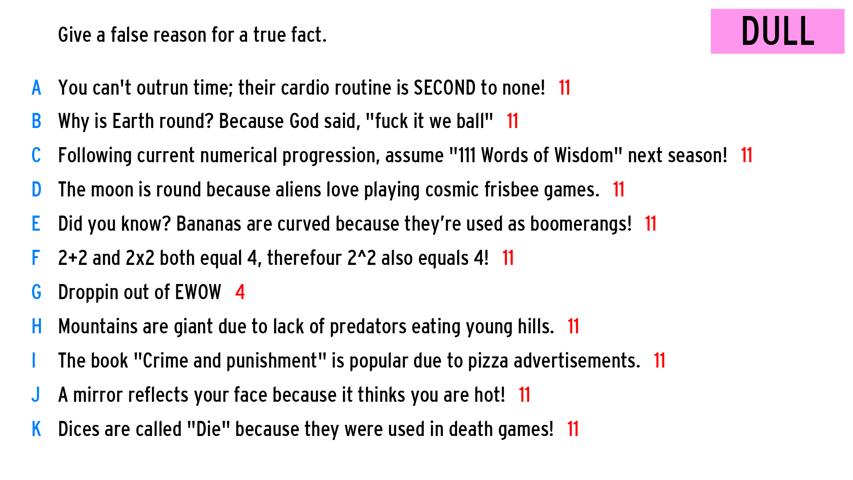 Give a false reason for a true fact.
DULL
A You can't outrun time; their cardio routine is SECOND to none! 11
B Why is Earth round? Because God said, "fuck it we ball" 11
C Following current numerical progression, assume "111 Words of Wisdom" next season! 11
D The moon is round because aliens love playing cosmic frisbee games. 11
E Did you know? Bananas are curved because they’re used as boomerangs! 11
F 2+2 and 2x2 both equal 4, therefour 2^2 also equals 4! 11
G Droppin out of EWOW 4
H Mountains are giant due to lack of predators eating young hills. 11
I The book "Crime and punishment" is popular due to pizza advertisements. 11
J A mirror reflects your face because it thinks you are hot! 11
K Dices are called "Die" because they were used in death games! 11